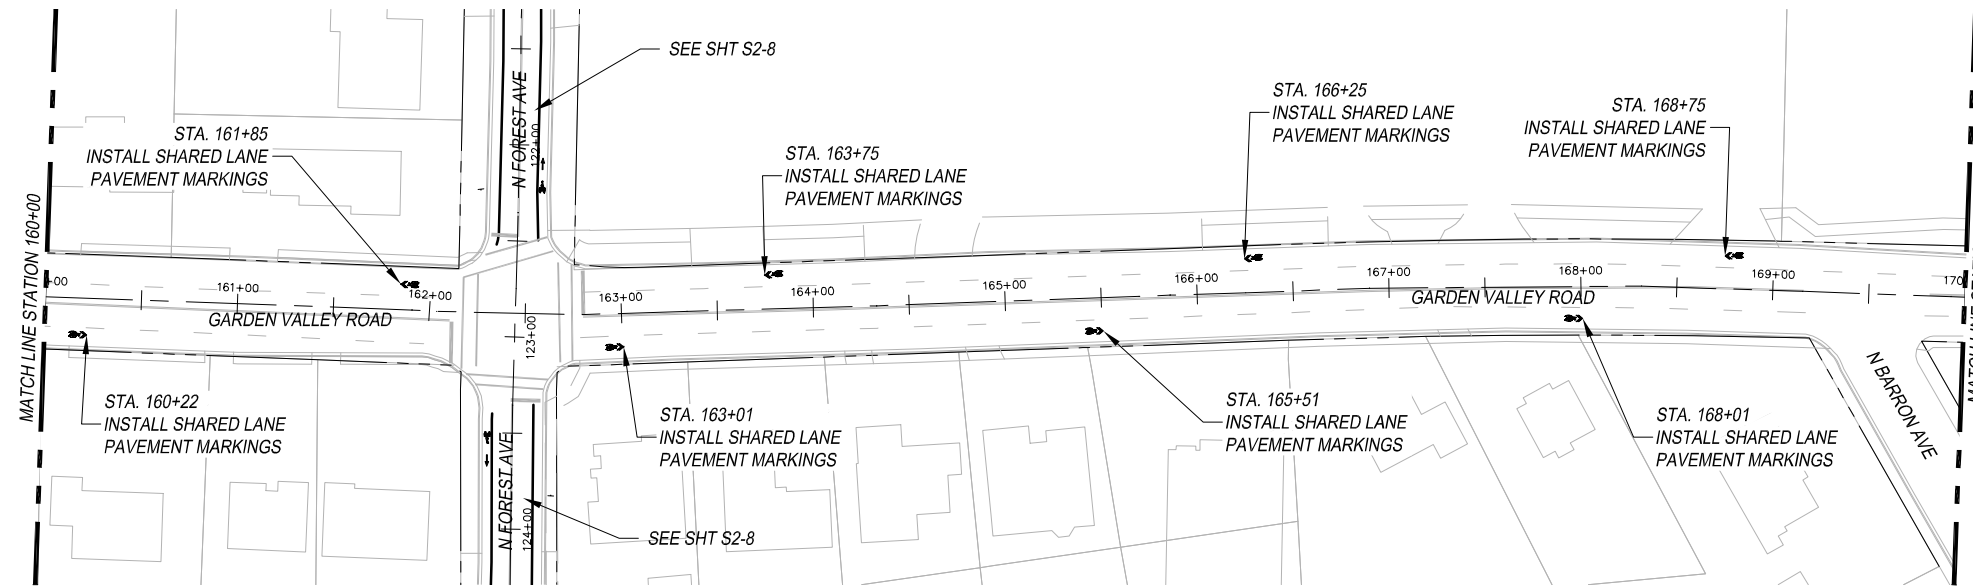 SEE SHT S2-8
N FOREST AVE
122+00
STA. 161+85
INSTALL SHARED LANE
PAVEMENT MARKINGS
STA. 163+75
INSTALL SHARED LANE
PAVEMENT MARKINGS
STA. 166+25
INSTALL SHARED LANE
PAVEMENT MARKINGS
STA. 168+75
INSTALL SHARED LANE
PAVEMENT MARKINGS
MATCH LINE STATION 160+00
+00
161+00
162+00
163+00
164+00
165+00
166+00
167+00
168+00
169+00
170
GARDEN VALLEY ROAD
GARDEN VALLEY ROAD
123+00
STA. 160+22
INSTALL SHARED LANE
PAVEMENT MARKINGS
STA. 163+01
INSTALL SHARED LANE
PAVEMENT MARKINGS
STA. 165+51
INSTALL SHARED LANE
PAVEMENT MARKINGS
STA. 168+01
INSTALL SHARED LANE
PAVEMENT MARKINGS
N BARRON AVE
N FOREST AVE
124+00
SEE SHT S2-8